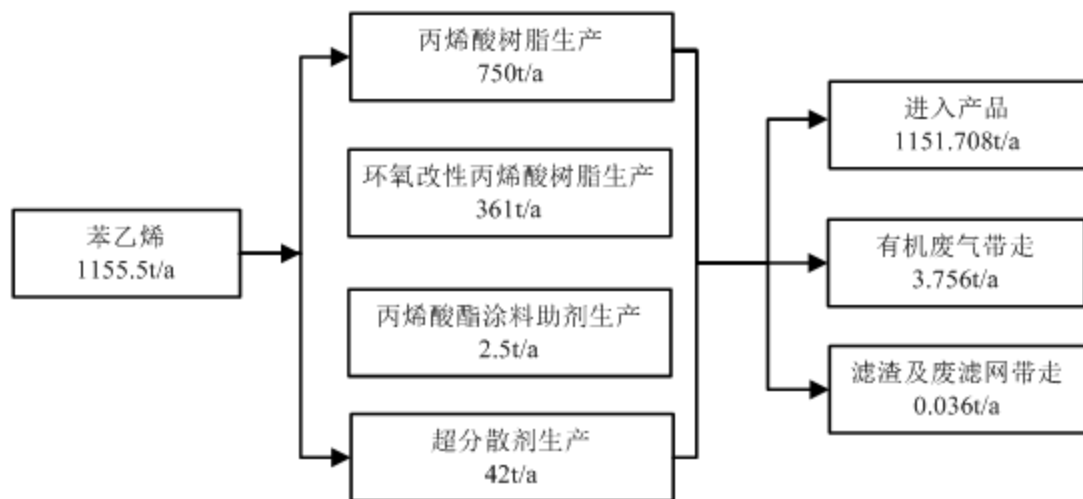 丙烯酸树脂生产
750t/a
环氧改性丙烯酸树脂生产
361t/a
苯乙烯
1155.5t/a
丙烯酸酯涂料助剂生产
2.5t/a
超分散剂生产
42t/a
进入产品
1151.708t/a
有机废气带走
3.756t/a
滤渣及废滤网带走
0.036t/a